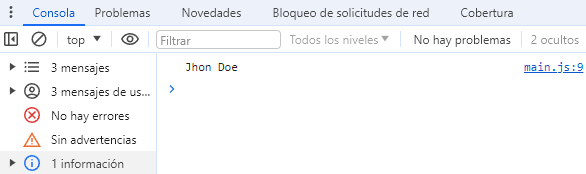 Consola Problemas Novedades Bloqueo de solicitudes de red Cobertura
top Filtrar Todos los niveles No hay problemas 2 ocultos
3 mensajes
3 mensajes de us...
No hay errores
Sin advertencias
1 información
Jhon Doe main.js:9
>